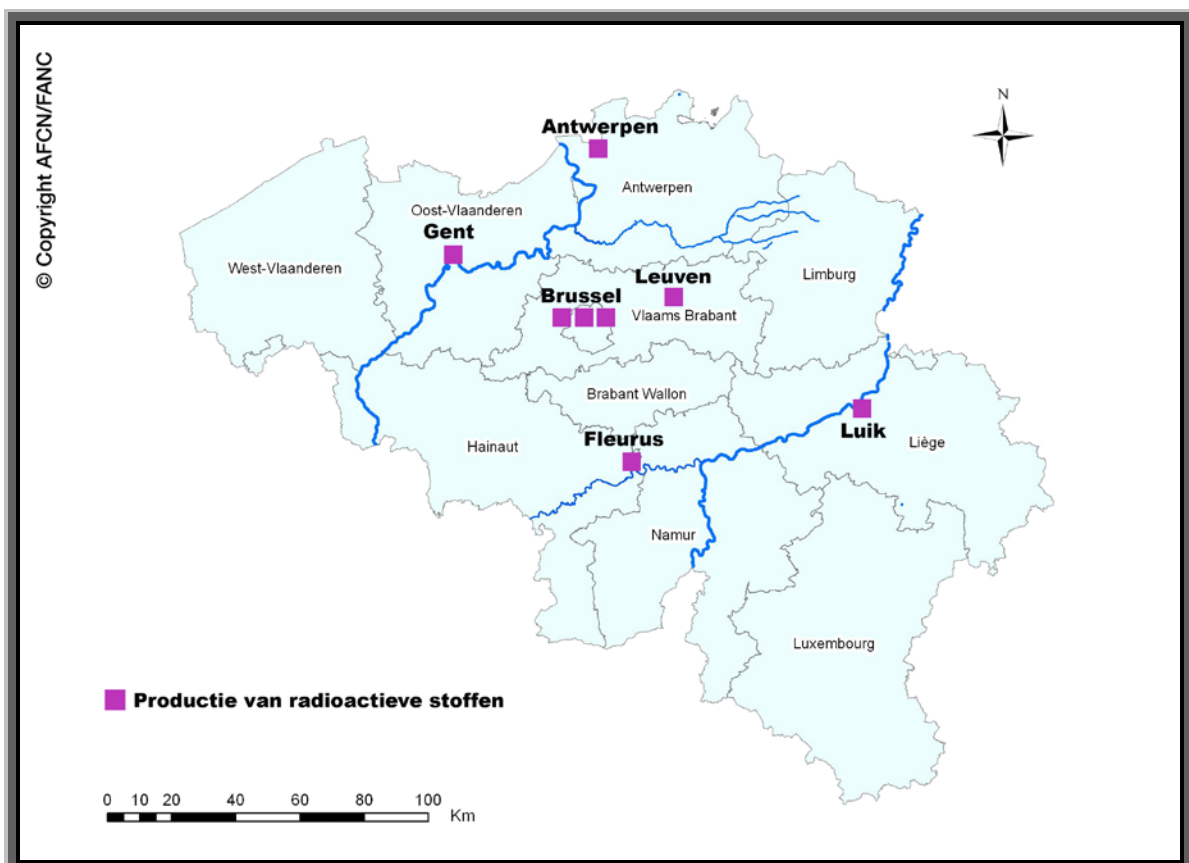 © Copyright AFCN/FANC
N
Antwerpen
Antwerpen
Oost-Vlaanderen
Gent
West-Vlaanderen
Limburg
Leuven
Brussel
Vlaams Brabant
Brabant Wallon
Hainaut
Fleurus
Luik
Liège
Namur
Luxembourg
Productie van radioactieve stoffen
0 10 20 40 60 80 100
Km